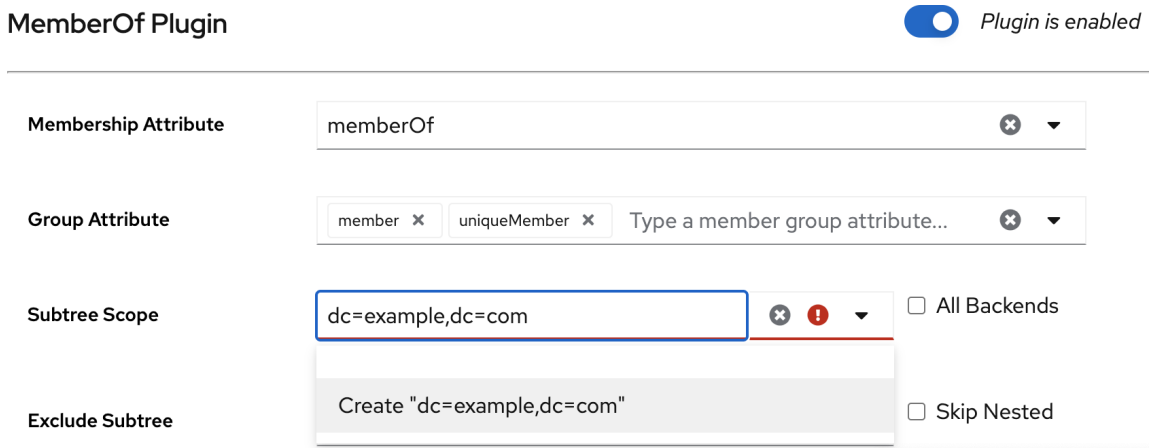 MemberOf Plugin
Plugin is enabled
Membership Attribute
memberOf
Group Attribute
member
uniqueMember
Type a member group attribute...
Subtree Scope
dc=example,dc=com
All Backends
Create "dc=example,dc=com"
Exclude Subtree
Skip Nested